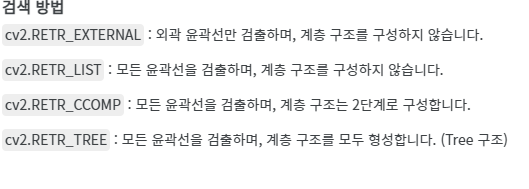 검색 방법
cv2.RETR_EXTERNAL : 외곽 윤곽선만 검출하며, 계층 구조를 구성하지 않습니다.
cv2.RETR_LIST : 모든 윤곽선을 검출하며, 계층 구조를 구성하지 않습니다.
cv2.RETR_CCOMP : 모든 윤곽선을 검출하며, 계층 구조는 2단계로 구성합니다.
cv2.RETR_TREE : 모든 윤곽선을 검출하며, 계층 구조를 모두 형성합니다. (Tree 구조)